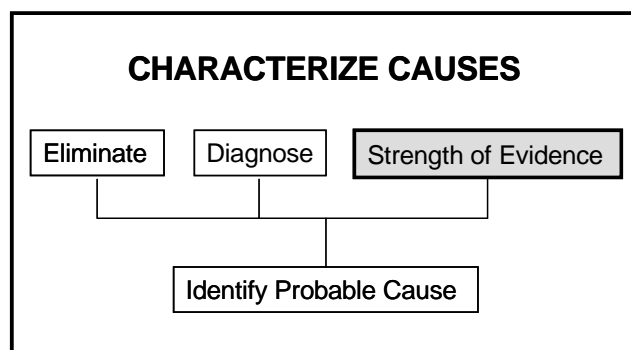 CHARACTERIZE CAUSES
Eliminate
Diagnose
Strength of Evidence
Identify Probable Cause